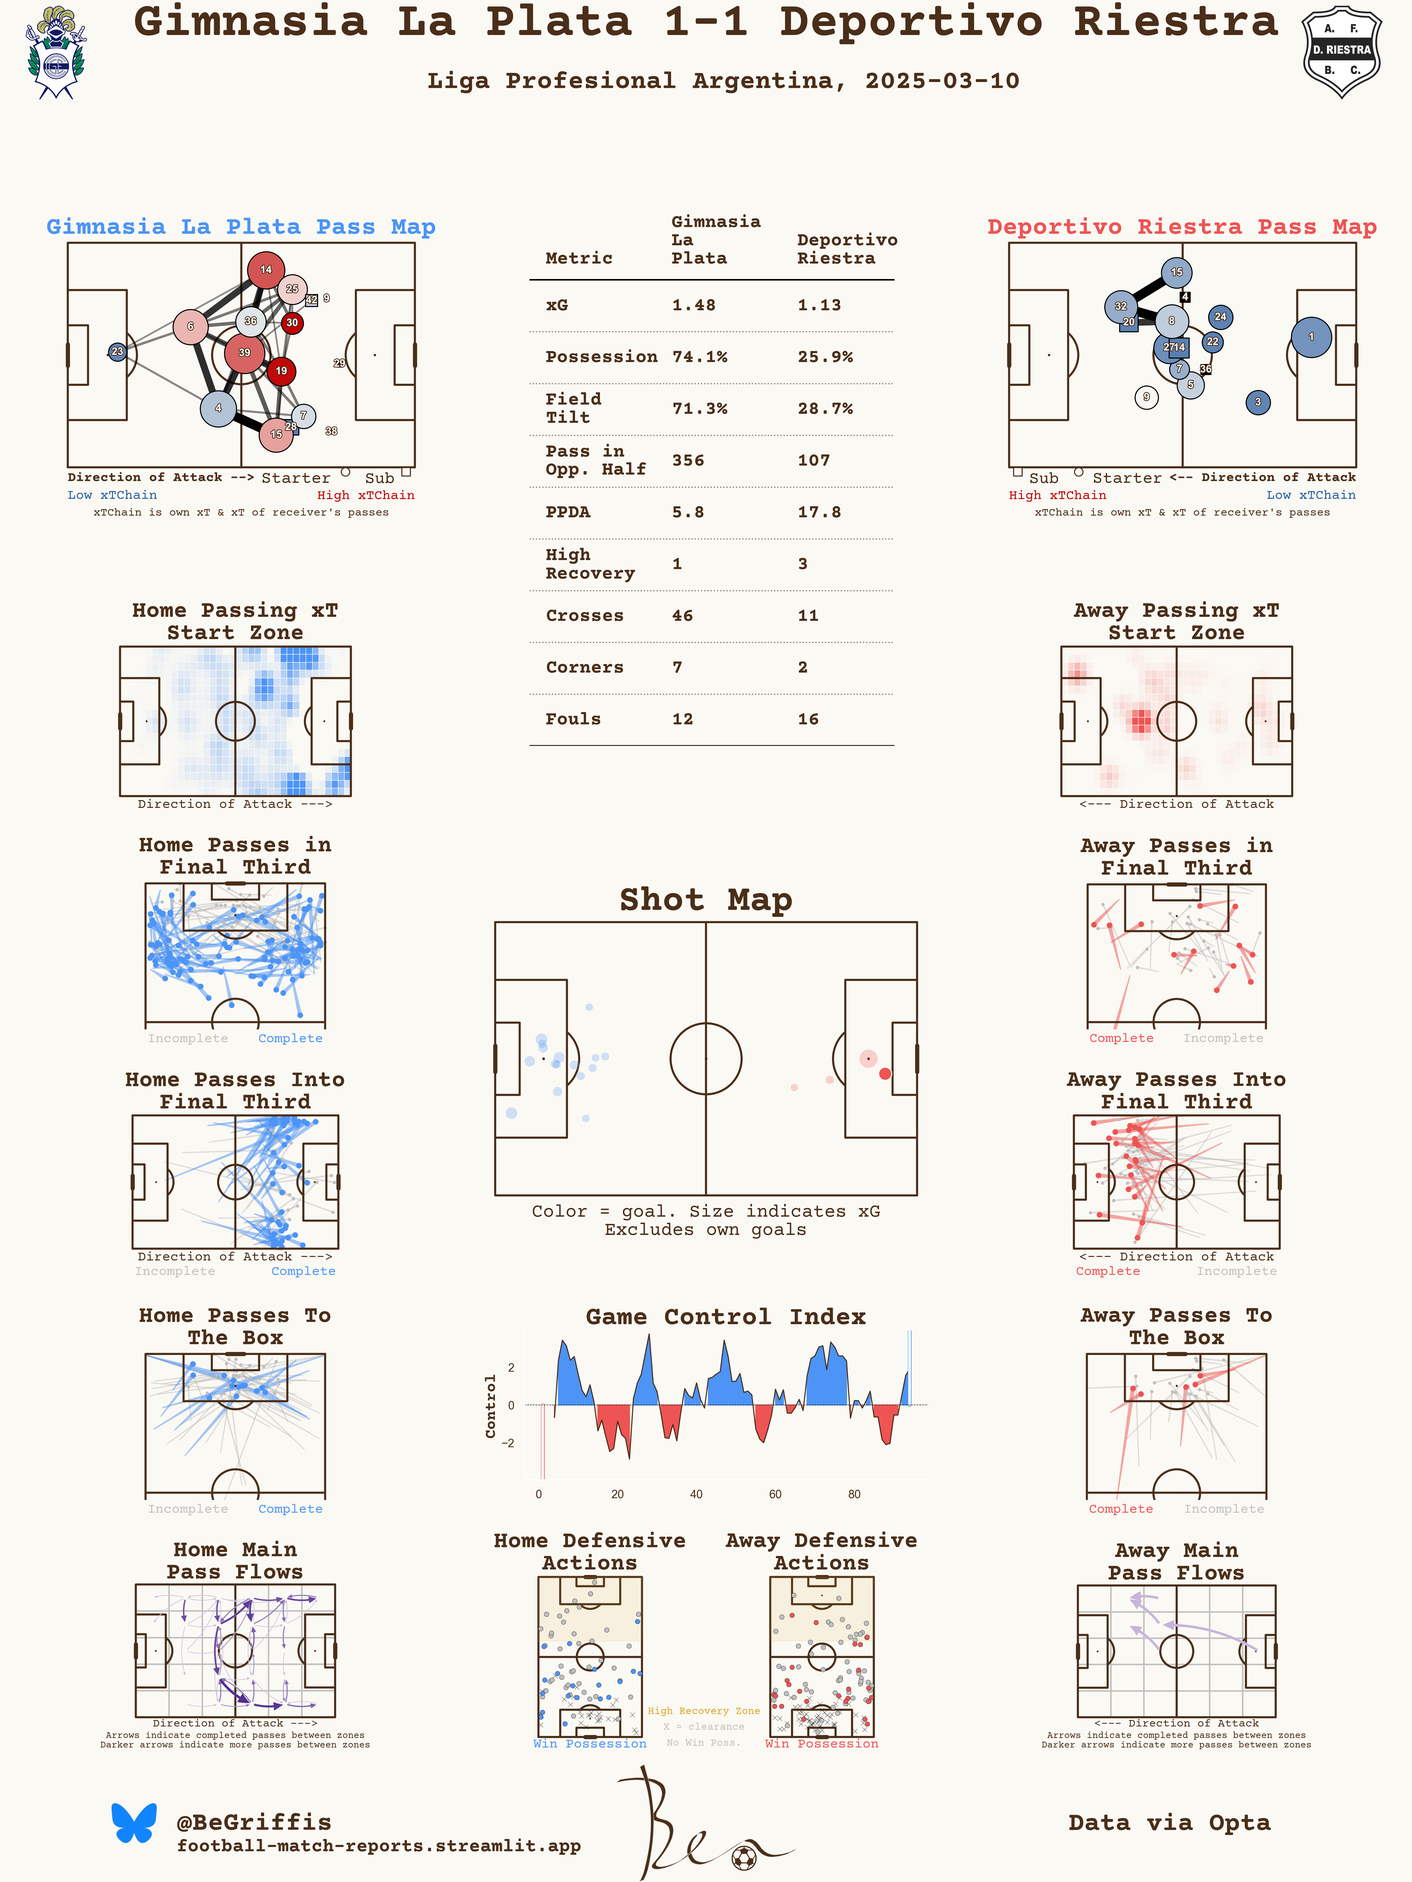 Gimnasia La Plata 1-1 Deportivo Riestra
Liga Profesional Argentina, 2025-03-10
A. F.
D. RIESTRA
B. C.
Gimnasia La Plata Pass Map
14
25
42
9
6
36
30
23
39
29
19
4
7
28
15
38
Direction of Attack --> Starter Sub
Low xTChain High xTChain
xTChain is own xT & xT of receiver's passes
Metric Gimnasia La Plata Deportivo Riestra
xG 1.48 1.13
Possession 74.1% 25.9%
Field Tilt 71.3% 28.7%
Pass in Opp. Half 356 107
PPDA 5.8 17.8
High Recovery 1 3
Crosses 46 11
Corners 7 2
Fouls 12 16
Deportivo Riestra Pass Map
15
4
32
20
8
24
1
27
14
22
7
36
5
9
3
Sub Starter <-- Direction of Attack
High xTChain Low xTChain
xTChain is own xT & xT of receiver's passes
Home Passing xT
Start Zone
Direction of Attack --->
Away Passing xT
Start Zone
<--- Direction of Attack
Home Passes in
Final Third
Incomplete Complete
Away Passes in
Final Third
Complete Incomplete
Shot Map
Color = goal. Size indicates xG
Excludes own goals
Home Passes Into
Final Third
Direction of Attack --->
Incomplete Complete
Away Passes Into
Final Third
<--- Direction of Attack
Complete Incomplete
Home Passes To
The Box
Incomplete Complete
Game Control Index
Control
2
0
−2
0 20 40 60 80
Away Passes To
The Box
Complete Incomplete
Home Main
Pass Flows
Direction of Attack --->
Arrows indicate completed passes between zones
Darker arrows indicate more passes between zones
Home Defensive
Actions
Win Possession
High Recovery Zone
X = clearance
No Win Poss.
Away Defensive
Actions
Win Possession
Away Main
Pass Flows
<--- Direction of Attack
Arrows indicate completed passes between zones
Darker arrows indicate more passes between zones
@BeGriffis
football-match-reports.streamlit.app
Ben
Data via Opta